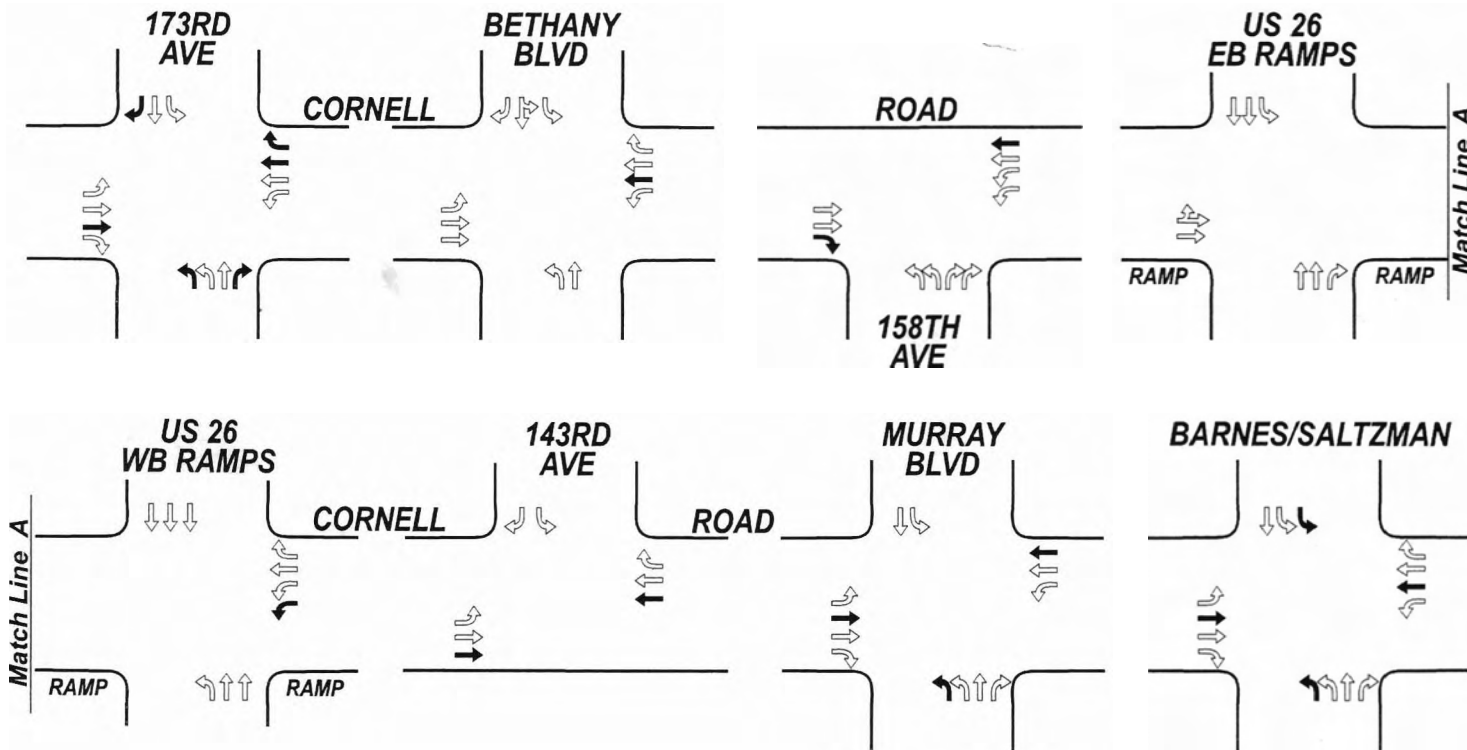 173RD
AVE
BETHANY
BLVD
US 26
EB RAMPS
CORNELL
ROAD
RAMP
RAMP
Match Line A
158TH
AVE
US 26
WB RAMPS
143RD
AVE
MURRAY
BLVD
BARNES/SALTZMAN
CORNELL
ROAD
Match Line A
RAMP
RAMP